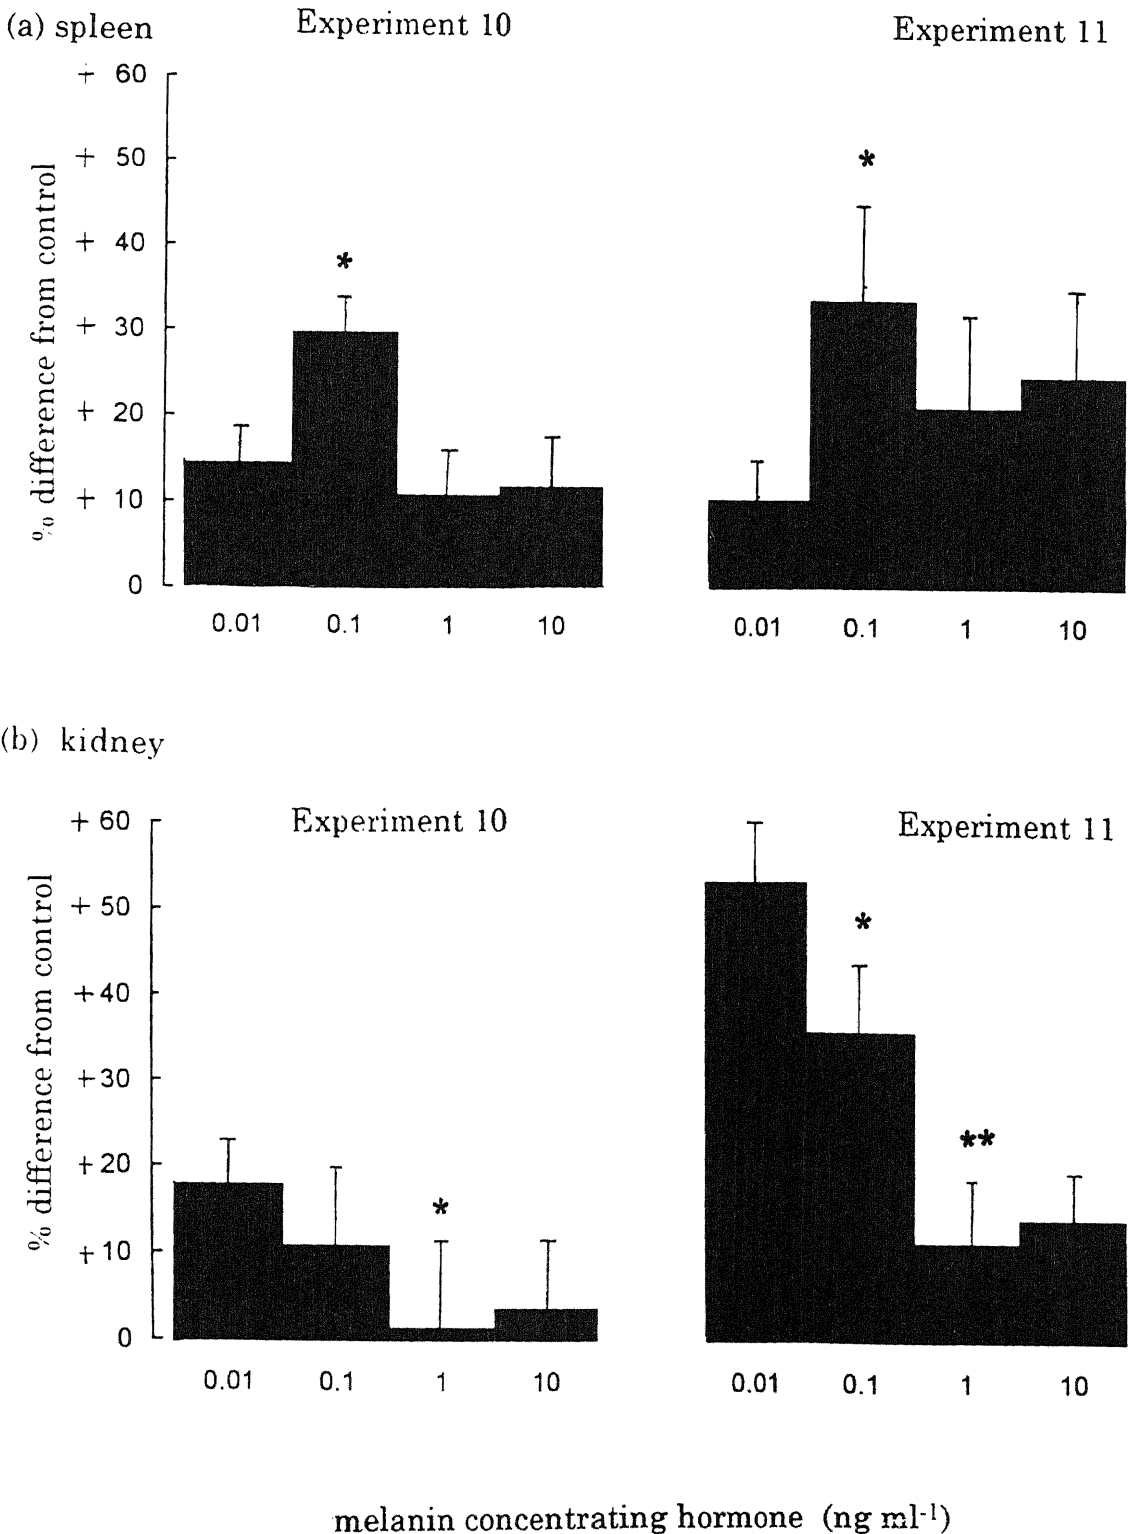 (a) spleen
Experiment 10
Experiment 11
% difference from control
+ 60
+ 50
+ 40
+ 30
+ 20
+ 10
0
*
*
0.01 0.1 1 10
0.01 0.1 1 10
(b) kidney
Experiment 10
Experiment 11
% difference from control
+ 60
+ 50
+40
+30
+20
+10
0
*
*
**
0.01 0.1 1 10
0.01 0.1 1 10
melanin concentrating hormone (ng ml-1)